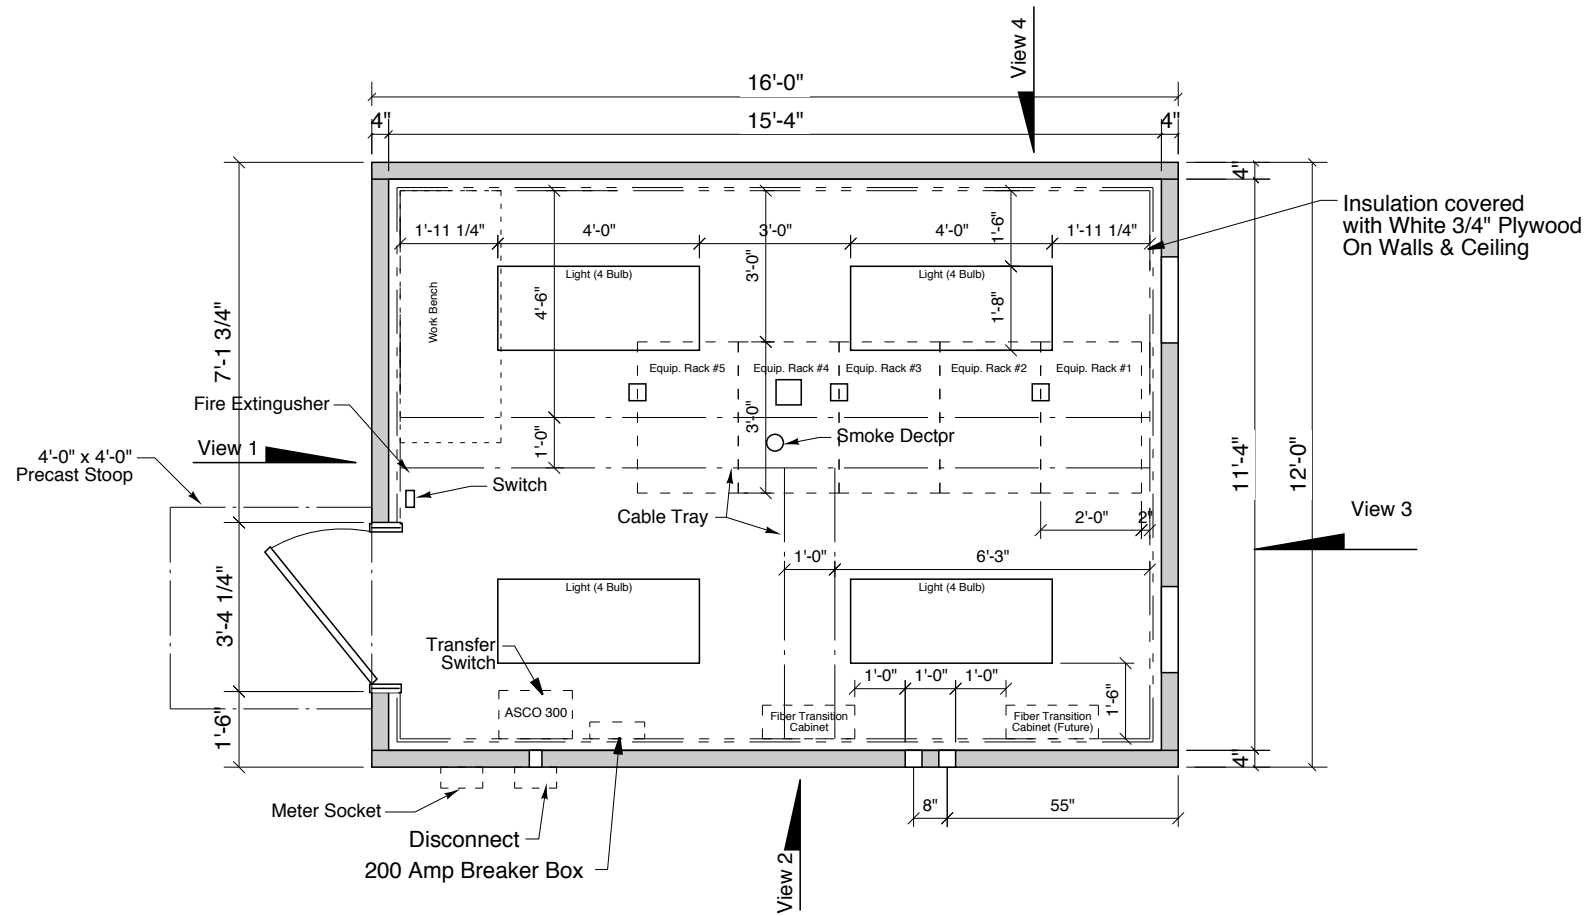 View 4
16'-0"
4"
15'-4"
4"
4"
Insulation covered
with White 3/4" Plywood
On Walls & Ceiling
1'-11 1/4"
4'-0"
3'-0"
4'-0"
1'-6"
1'-11 1/4"
Light (4 Bulb)
Light (4 Bulb)
Work Bench
4'-6"
3'-0"
1'-8"
7'-1 3/4"
Equip. Rack #5
Equip. Rack #4
Equip. Rack #3
Equip. Rack #2
Equip. Rack #1
Fire Extingusher
View 1
1'-0"
3'-0"
Smoke Dector
4'-0" x 4'-0"
Precast Stoop
Switch
11'-4"
12'-0"
Cable Tray
2'-0"
2"
View 3
1'-0"
6'-3"
3'-4 1/4"
Light (4 Bulb)
Light (4 Bulb)
Transfer
Switch
1'-0"
1'-0"
1'-0"
1'-6"
ASCO 300
Fiber Transition
Cabinet
Fiber Transition
Cabinet (Future)
1'-6"
4"
Meter Socket
8"
55"
Disconnect
200 Amp Breaker Box
View 2